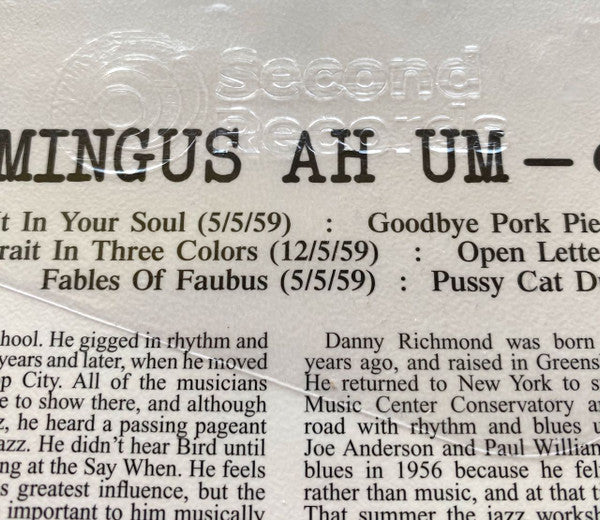 Second
Records
MINGUS AH UM –
t In Your Soul (5/5/59) : Goodbye Pork Pie
rait In Three Colors (12/5/59) : Open Lette
Fables Of Faubus (5/5/59) : Pussy Cat Du
hool. He gigged in rhythm and
years and later, when he moved
p City. All of the musicians
e to show there, and although
z, he heard a passing pageant
azz. He didn't hear Bird until
ng at the Say When. He feels
s greatest influence, but the
important to him musically
Danny Richmond was born
years ago, and raised in Greens
He returned to New York to s
Music Center Conservatory a
road with rhythm and blues u
Joe Anderson and Paul William
blues in 1956 because he fel
rather than music, and at that t
That summer the jazz worksh